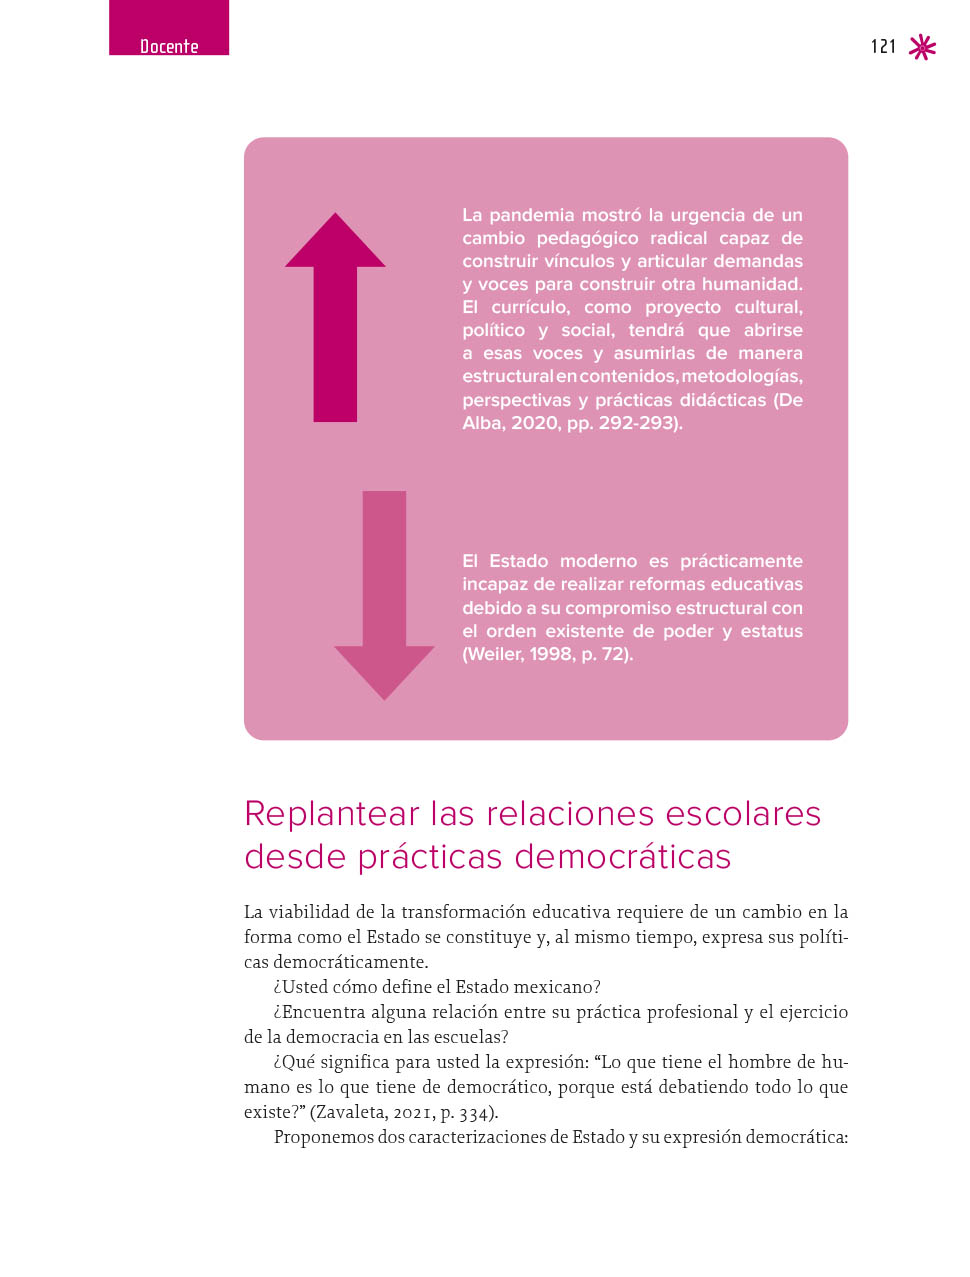 Docente
121
La pandemia mostró la urgencia de un
cambio pedagógico radical capaz de
construir vínculos y articular demandas
y voces para construir otra humanidad.
El currículo, como proyecto cultural,
político y social, tendrá que abrirse
a esas voces y asumirlas de manera
estructural en contenidos, metodologías,
perspectivas y prácticas didácticas (De
Alba, 2020, pp. 292-293).
El Estado moderno es prácticamente
incapaz de realizar reformas educativas
debido a su compromiso estructural con
el orden existente de poder y estatus
(Weiler, 1998, p. 72).
Replantear las relaciones escolares
desde prácticas democráticas
La viabilidad de la transformación educativa requiere de un cambio en la
forma como el Estado se constituye y, al mismo tiempo, expresa sus políti-
cas democráticamente.
¿Usted cómo define el Estado mexicano?
¿Encuentra alguna relación entre su práctica profesional y el ejercicio
de la democracia en las escuelas?
¿Qué significa para usted la expresión: “Lo que tiene el hombre de hu-
mano es lo que tiene de democrático, porque está debatiendo todo lo que
existe?” (Zavaleta, 2021, p. 334).
Proponemos dos caracterizaciones de Estado y su expresión democrática: